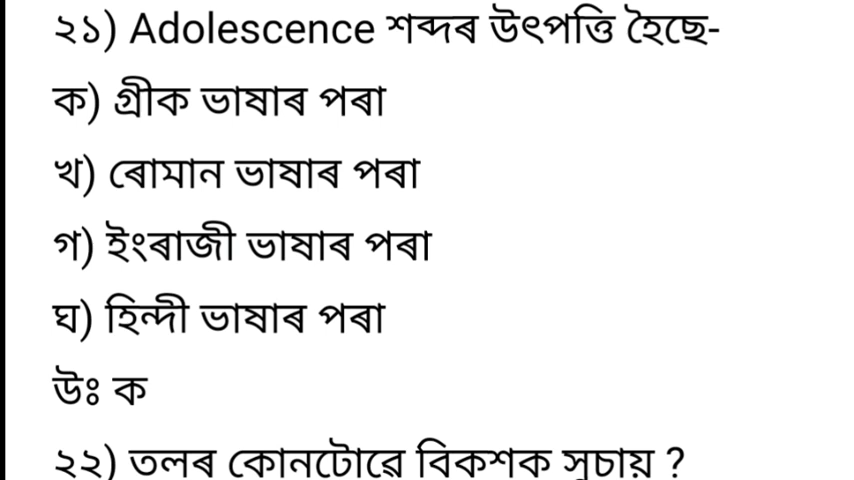 ২১) Adolescence শব্দৰ উৎপত্তি হৈছে-
ক) গ্ৰীক ভাষাৰ পৰা
খ) ৰোমান ভাষাৰ পৰা
গ) ইংৰাজী ভাষাৰ পৰা
ঘ) হিন্দী ভাষাৰ পৰা
উঃ ক
২২) তলৰ কোনটোৱে বিকশক সূচায় ?